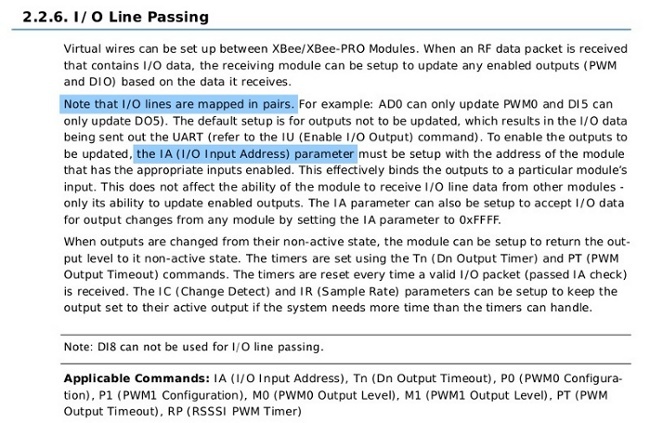 2.2.6. I/O Line Passing
Virtual wires can be set up between XBee/XBee-PRO Modules. When an RF data packet is received
that contains I/O data, the receiving module can be setup to update any enabled outputs (PWM
and DIO) based on the data it receives.
Note that I/O lines are mapped in pairs. For example: AD0 can only update PWM0 and DI5 can
only update DO5). The default setup is for outputs not to be updated, which results in the I/O data
being sent out the UART (refer to the IU (Enable I/O Output) command). To enable the outputs to
be updated, the IA (I/O Input Address) parameter must be setup with the address of the module
that has the appropriate inputs enabled. This effectively binds the outputs to a particular module's
input. This does not affect the ability of the module to receive I/O line data from other modules -
only its ability to update enabled outputs. The IA parameter can also be setup to accept I/O data
for output changes from any module by setting the IA parameter to 0xFFFF.
When outputs are changed from their non-active state, the module can be setup to return the out-
put level to it non-active state. The timers are set using the Tn (Dn Output Timer) and PT (PWM
Output Timeout) commands. The timers are reset every time a valid I/O packet (passed IA check)
is received. The IC (Change Detect) and IR (Sample Rate) parameters can be setup to keep the
output set to their active output if the system needs more time than the timers can handle.
Note: DI8 can not be used for I/O line passing.
Applicable Commands: IA (I/O Input Address), Tn (Dn Output Timeout), P0 (PWM0 Configura-
tion), P1 (PWM1 Configuration), M0 (PWM0 Output Level), M1 (PWM1 Output Level), PT (PWM
Output Timeout), RP (RSSSI PWM Timer)